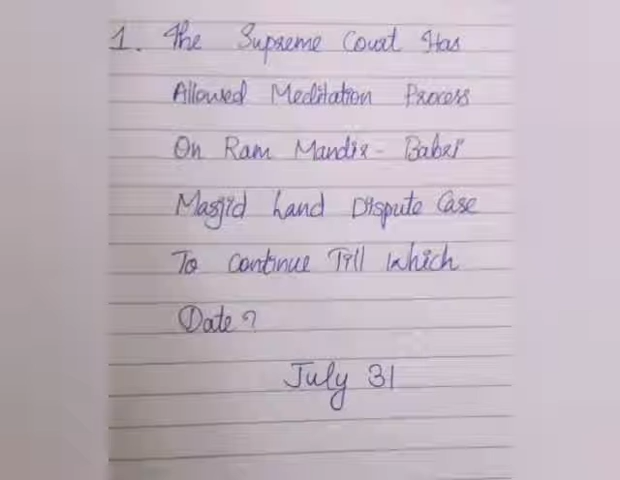 1. The Supreme Court Has
Allowed Meditation Process
On Ram Mandir - Babri
Masjid Land Dispute Case
To Continue Till Which
Date?
July 31